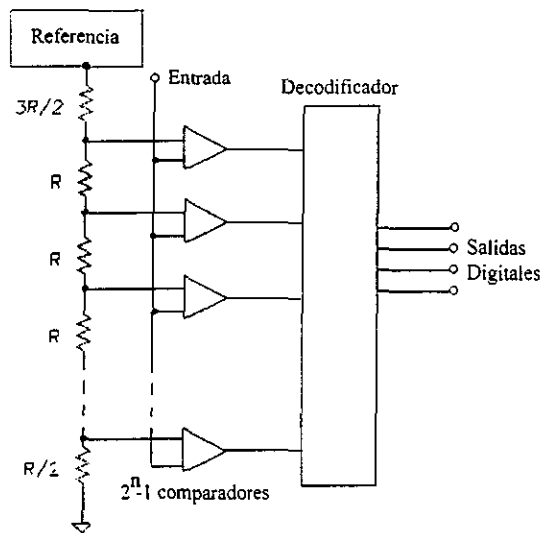 Referencia
Entrada
3R/2
Decodificador
R
R
Salidas
Digitales
R
R/2
2^n-1 comparadores